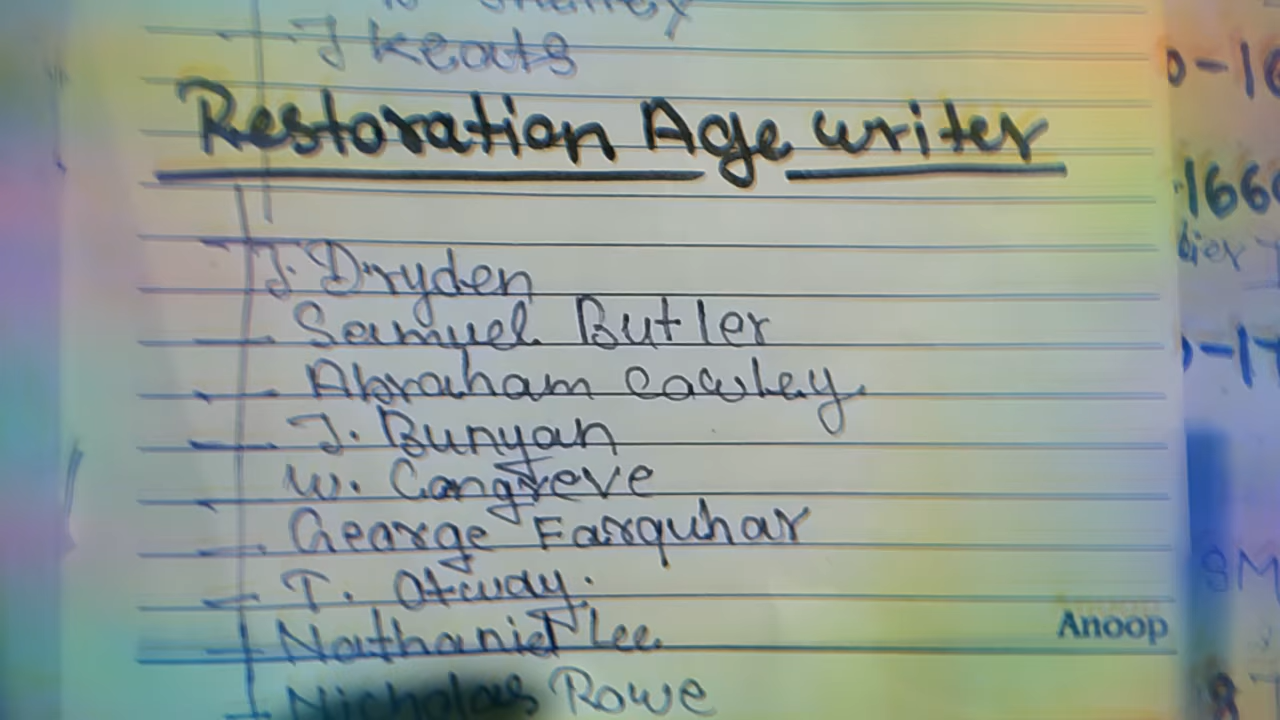 J Keats
Restoration Age writer
J. Dryden
Samuel Butler
Abraham Cowley.
J. Bunyan
W. Congreve
George Farquhar
T. Otway.
Nathaniel Lee
Anoop
Nicholas Rowe